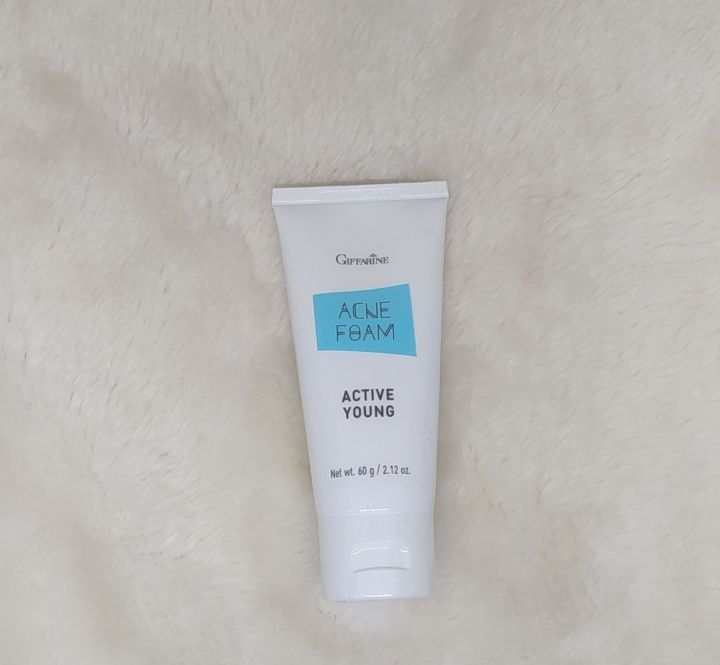 GIFFARINE
ACNE
FOAM
ACTIVE
YOUNG
Net wt. 60 g / 2.12 oz.